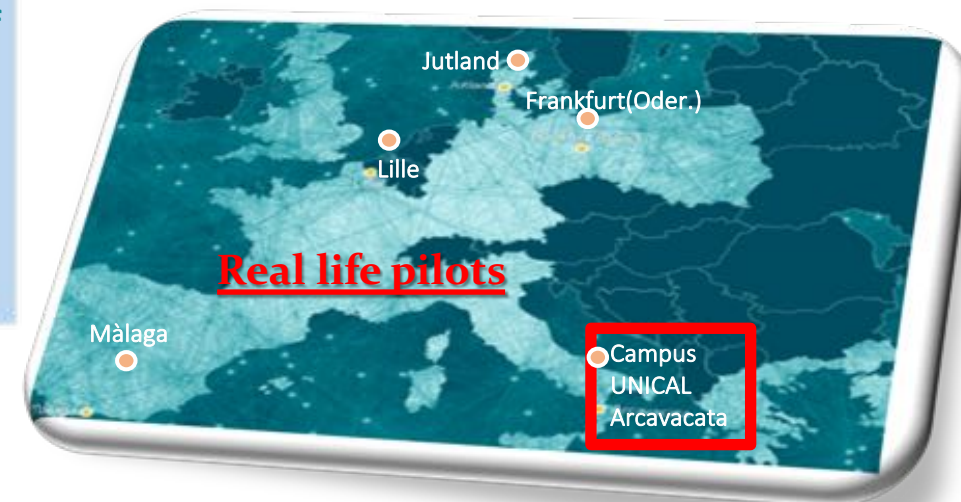 Jutland
Frankfurt(Oder.)
Lille
Real life pilots
Màlaga
Campus
UNICAL
Arcavacata